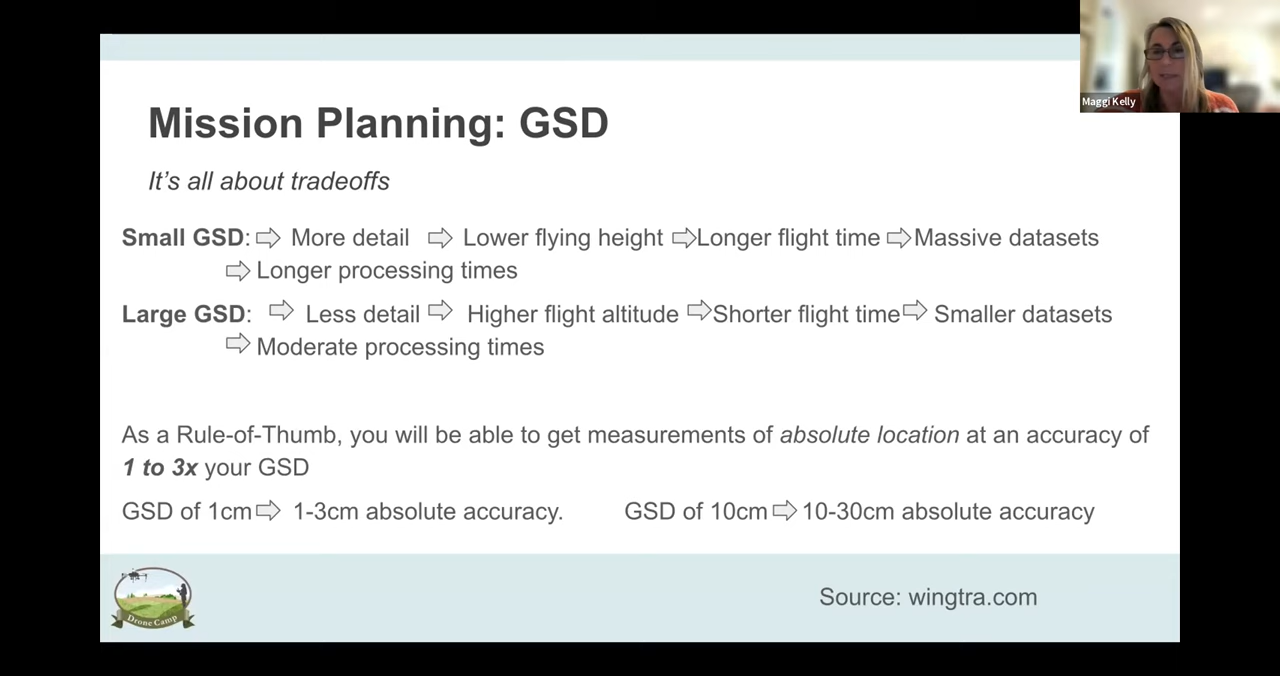 Maggi Kelly
Mission Planning: GSD
It's all about tradeoffs
Small GSD: ⇨ More detail ⇨ Lower flying height ⇨Longer flight time ⇨Massive datasets
⇨ Longer processing times
Large GSD: ⇨ Less detail ⇨ Higher flight altitude ⇨Shorter flight time⇨ Smaller datasets
⇨ Moderate processing times
As a Rule-of-Thumb, you will be able to get measurements of absolute location at an accuracy of
1 to 3x your GSD
GSD of 1cm⇨ 1-3cm absolute accuracy. GSD of 10cm⇨10-30cm absolute accuracy
Drone Camp
Source: wingtra.com